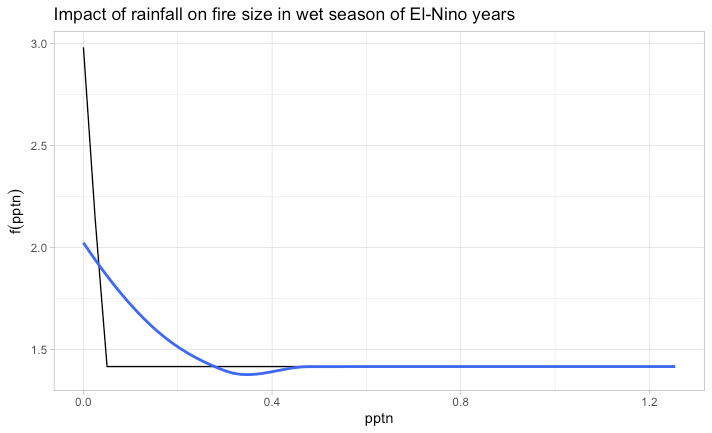 Impact of rainfall on fire size in wet season of El-Nino years
3.0
2.5
2.0
1.5
f(pptn)
0.0 0.4 0.8 1.2
pptn